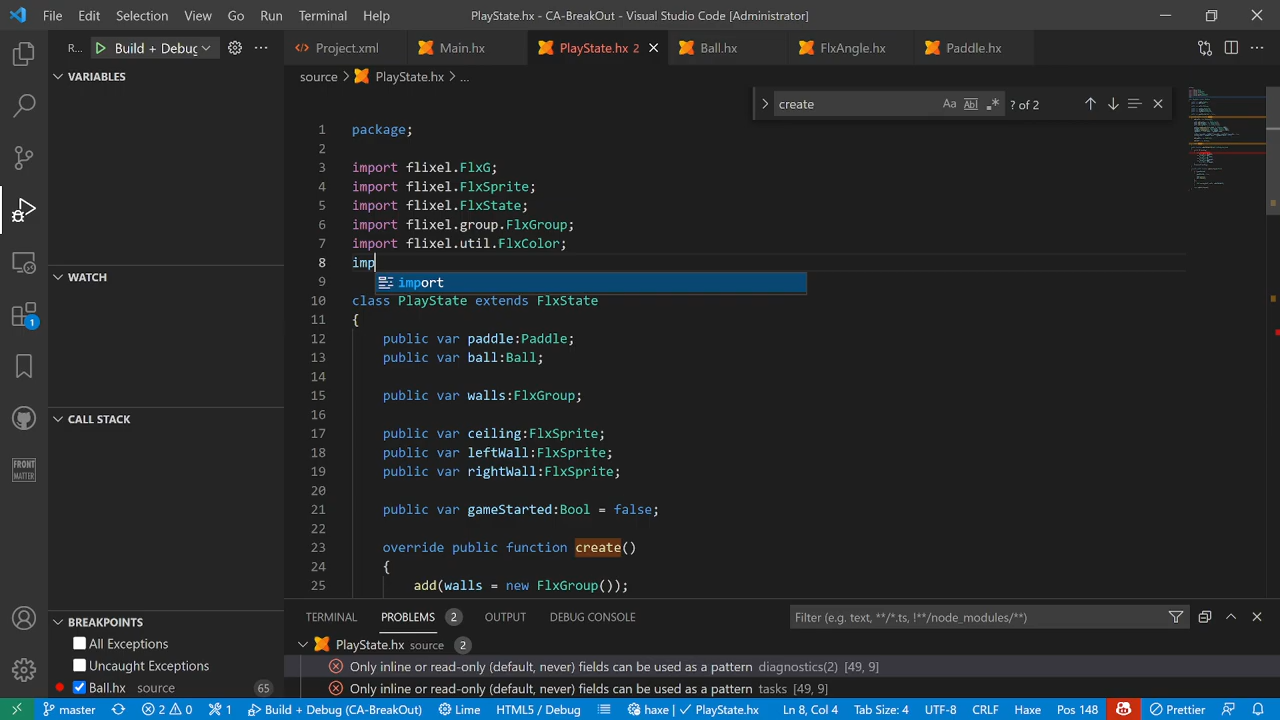 File Edit Selection View Go Run Terminal Help PlayState.hx - CA-BreakOut - Visual Studio Code [Administrator]
R... Build + Debug ··· Project.xml Main.hx PlayState.hx 2 Ball.hx FlxAngle.hx Paddle.hx ···
VARIABLES
source > PlayState.hx > ...
create Aa Abl .* ? of 2
1 package;
2
3 import flixel.FlxG;
4 import flixel.FlxSprite;
5 import flixel.FlxState;
6 import flixel.group.FlxGroup;
7 import flixel.util.FlxColor;
8 imp
import
9
10 class PlayState extends FlxState
11 {
12 public var paddle:Paddle;
13 public var ball:Ball;
14
15 public var walls:FlxGroup;
16
17 public var ceiling:FlxSprite;
18 public var leftWall:FlxSprite;
19 public var rightWall:FlxSprite;
20
21 public var gameStarted:Bool = false;
22
23 override public function create()
24 {
25 add(walls = new FlxGroup());
WATCH
1
CALL STACK
FRONT
MATTER
BREAKPOINTS
All Exceptions
Uncaught Exceptions
Ball.hx source 65
TERMINAL PROBLEMS 2 OUTPUT DEBUG CONSOLE Filter (e.g. text, **/*.ts, !**/node_modules/**)
PlayState.hx source 2
Only inline or read-only (default, never) fields can be used as a pattern diagnostics(2) [49, 9]
Only inline or read-only (default, never) fields can be used as a pattern tasks [49, 9]
master 2 0 1 Build + Debug (CA-BreakOut) Lime HTML5 / Debug haxe | ✓ PlayState.hx Ln 8, Col 4 Tab Size: 4 UTF-8 CRLF Haxe Pos 148 Prettier